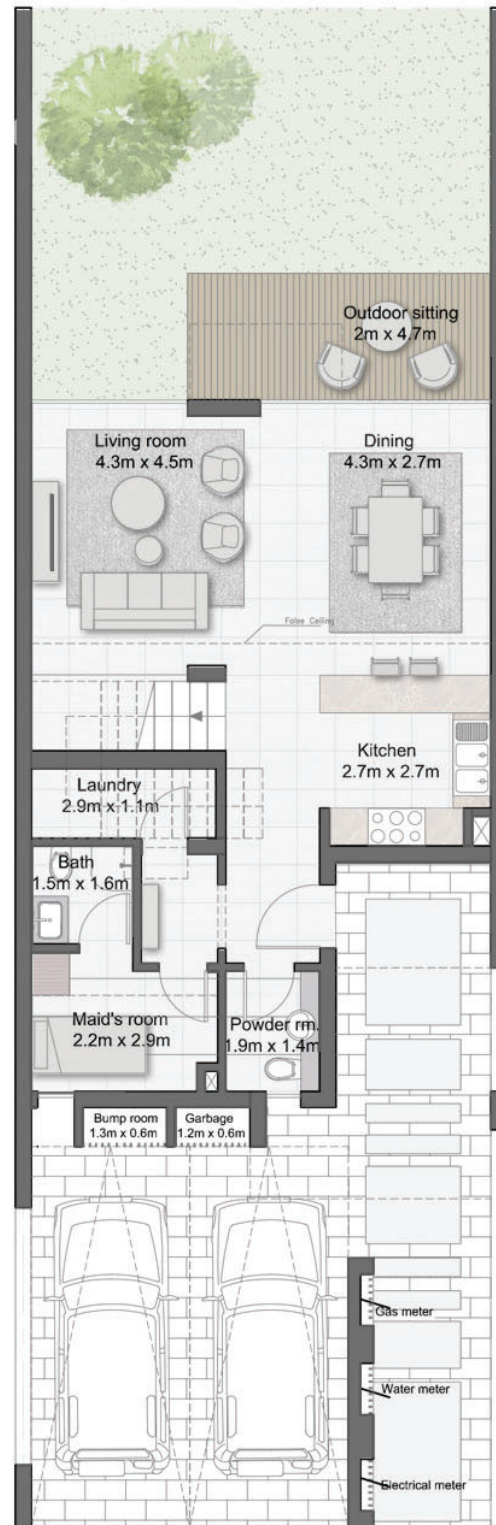 Outdoor sitting
2m x 4.7m
Living room
4.3m x 4.5m
Dining
4.3m x 2.7m
False Ceiling
Kitchen
2.7m x 2.7m
Laundry
2.9m x 1.1m
Bath
1.5m x 1.6m
Maid's room
2.2m x 2.9m
Powder rm.
1.9m x 1.4m
Bump room
1.3m x 0.6m
Garbage
1.2m x 0.6m
Gas meter
Water meter
Electrical meter